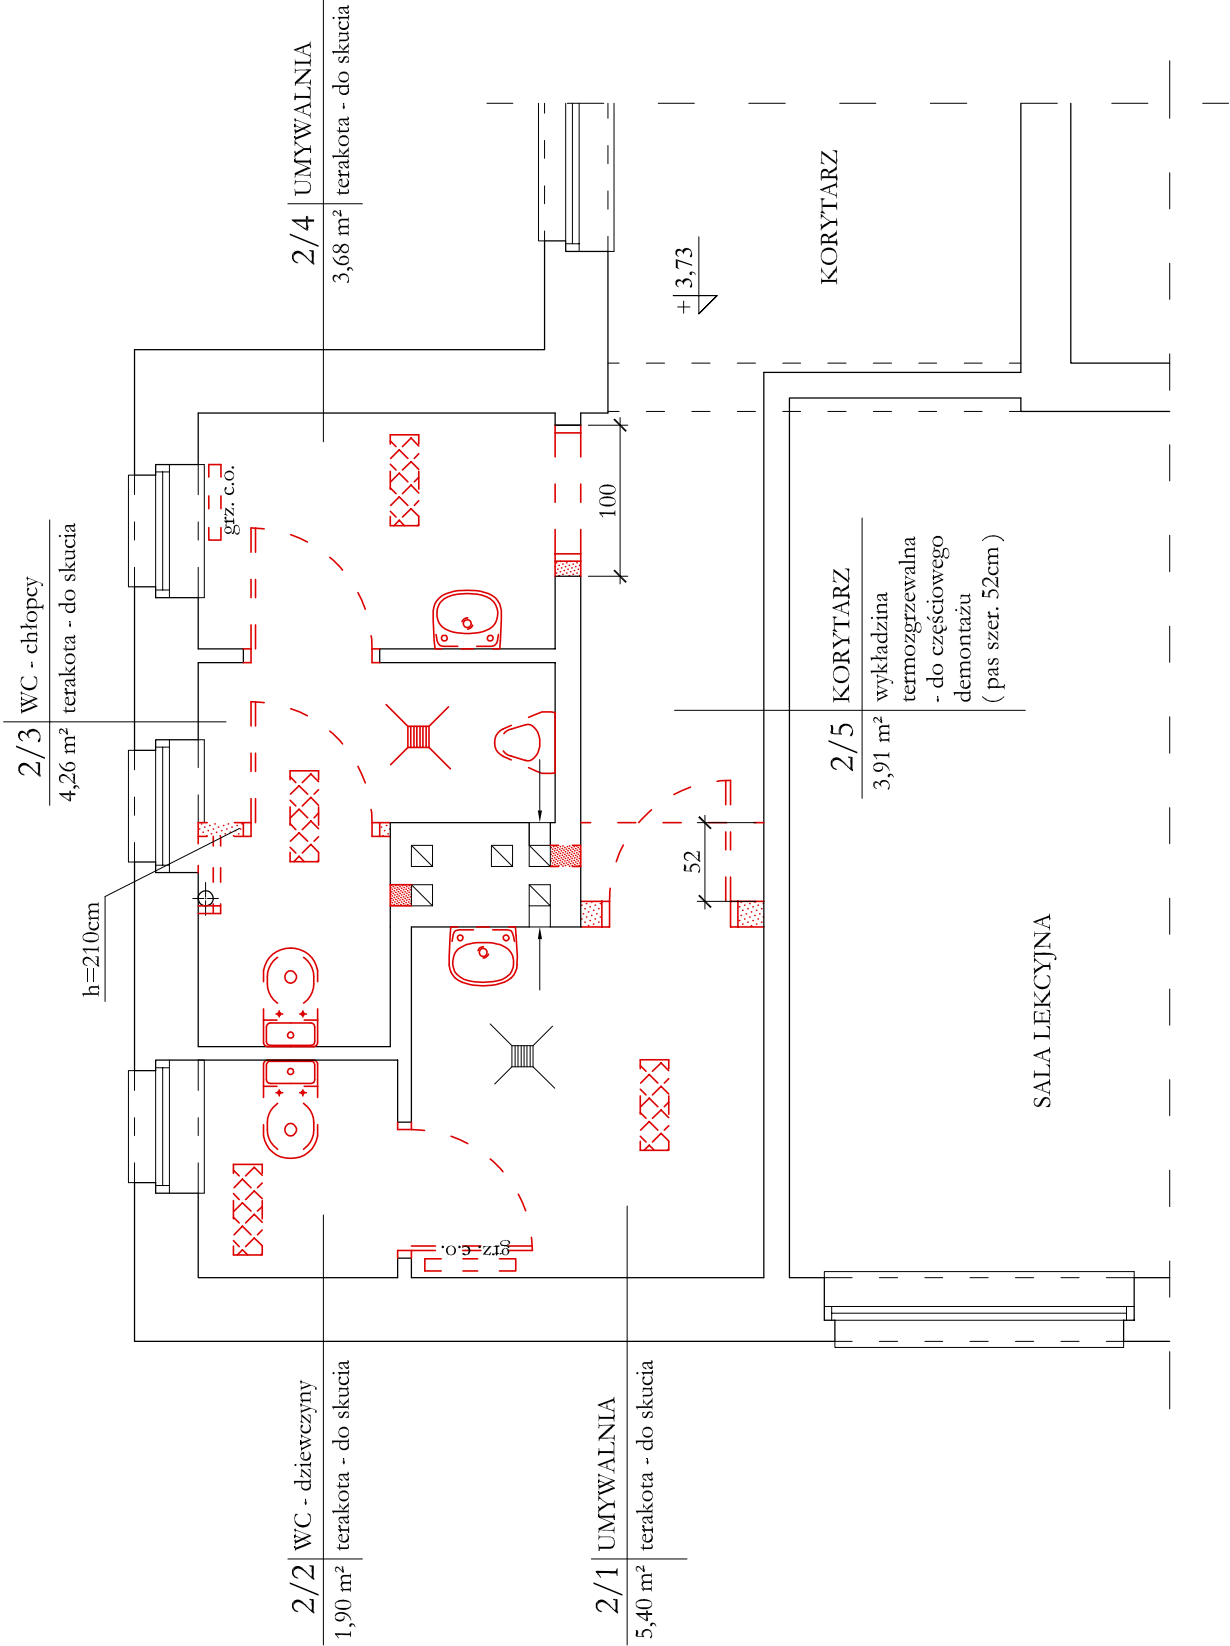 2/3 WC - chłopcy
4,26 m² terakota - do skucia
h=210cm
2/4 UMYWALNIA
3,68 m² terakota - do skucia
2/2 WC - dziewczyny
1,90 m² terakota - do skucia
grz. c.o.
grz. c.o.
2/1 UMYWALNIA
5,40 m² terakota - do skucia
100
52
+ 3,73
KORYTARZ
2/5 KORYTARZ
3,91 m² wykładzina
termozgrzewalna
- do częściowego
demontażu
( pas szer. 52cm )
SALA LEKCYJNA